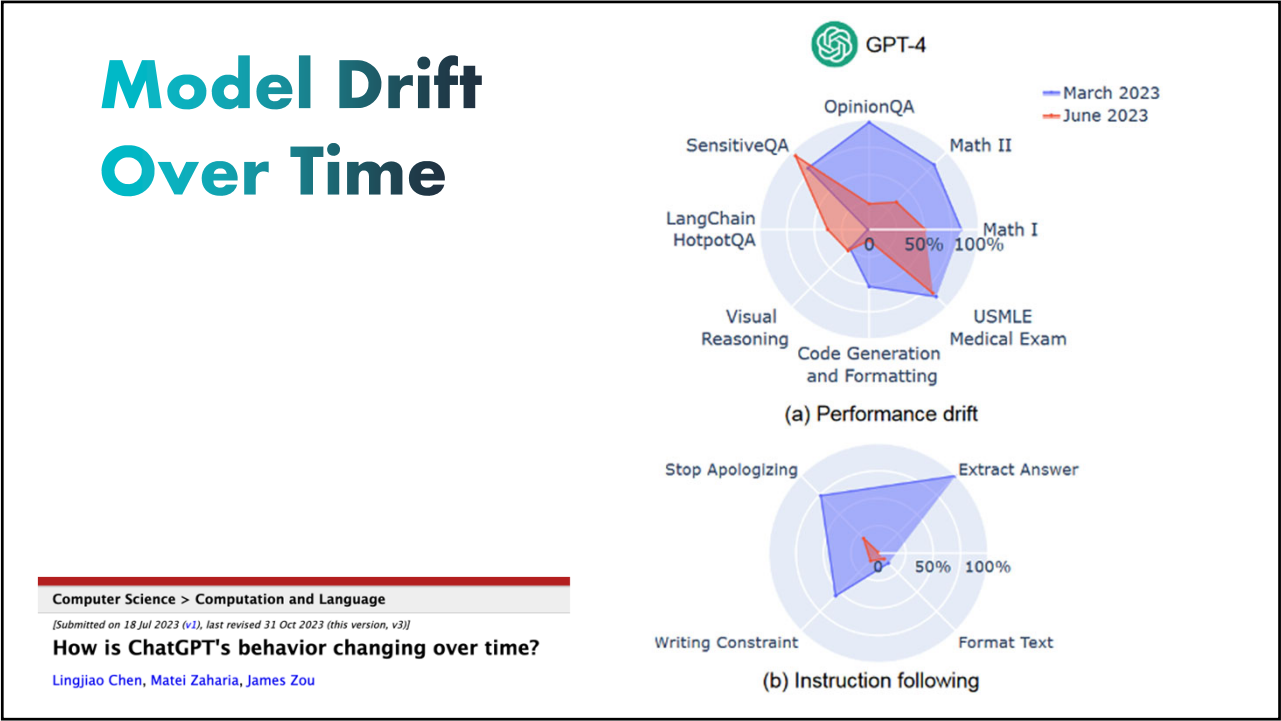 Model Drift
Over Time
GPT-4
March 2023
June 2023
OpinionQA
SensitiveQA
Math II
LangChain
HotpotQA
Math I
0
50%
100%
Visual
Reasoning
USMLE
Medical Exam
Code Generation
and Formatting
(a) Performance drift
Stop Apologizing
Extract Answer
0
50%
100%
Writing Constraint
Format Text
(b) Instruction following
Computer Science > Computation and Language
[Submitted on 18 Jul 2023 (v1), last revised 31 Oct 2023 (this version, v3)]
How is ChatGPT's behavior changing over time?
Lingjiao Chen, Matei Zaharia, James Zou